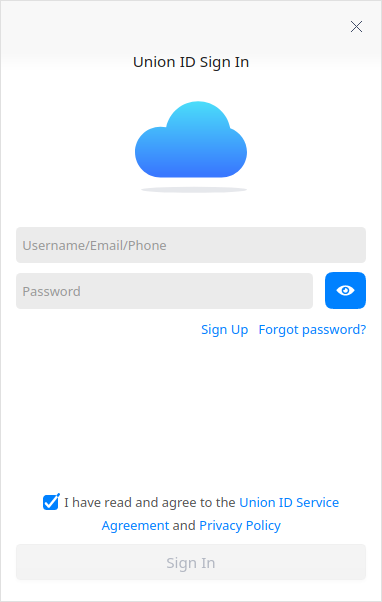 Union ID Sign In
Username/Email/Phone
Password
Sign Up Forgot password?
I have read and agree to the Union ID Service
Agreement and Privacy Policy
Sign In